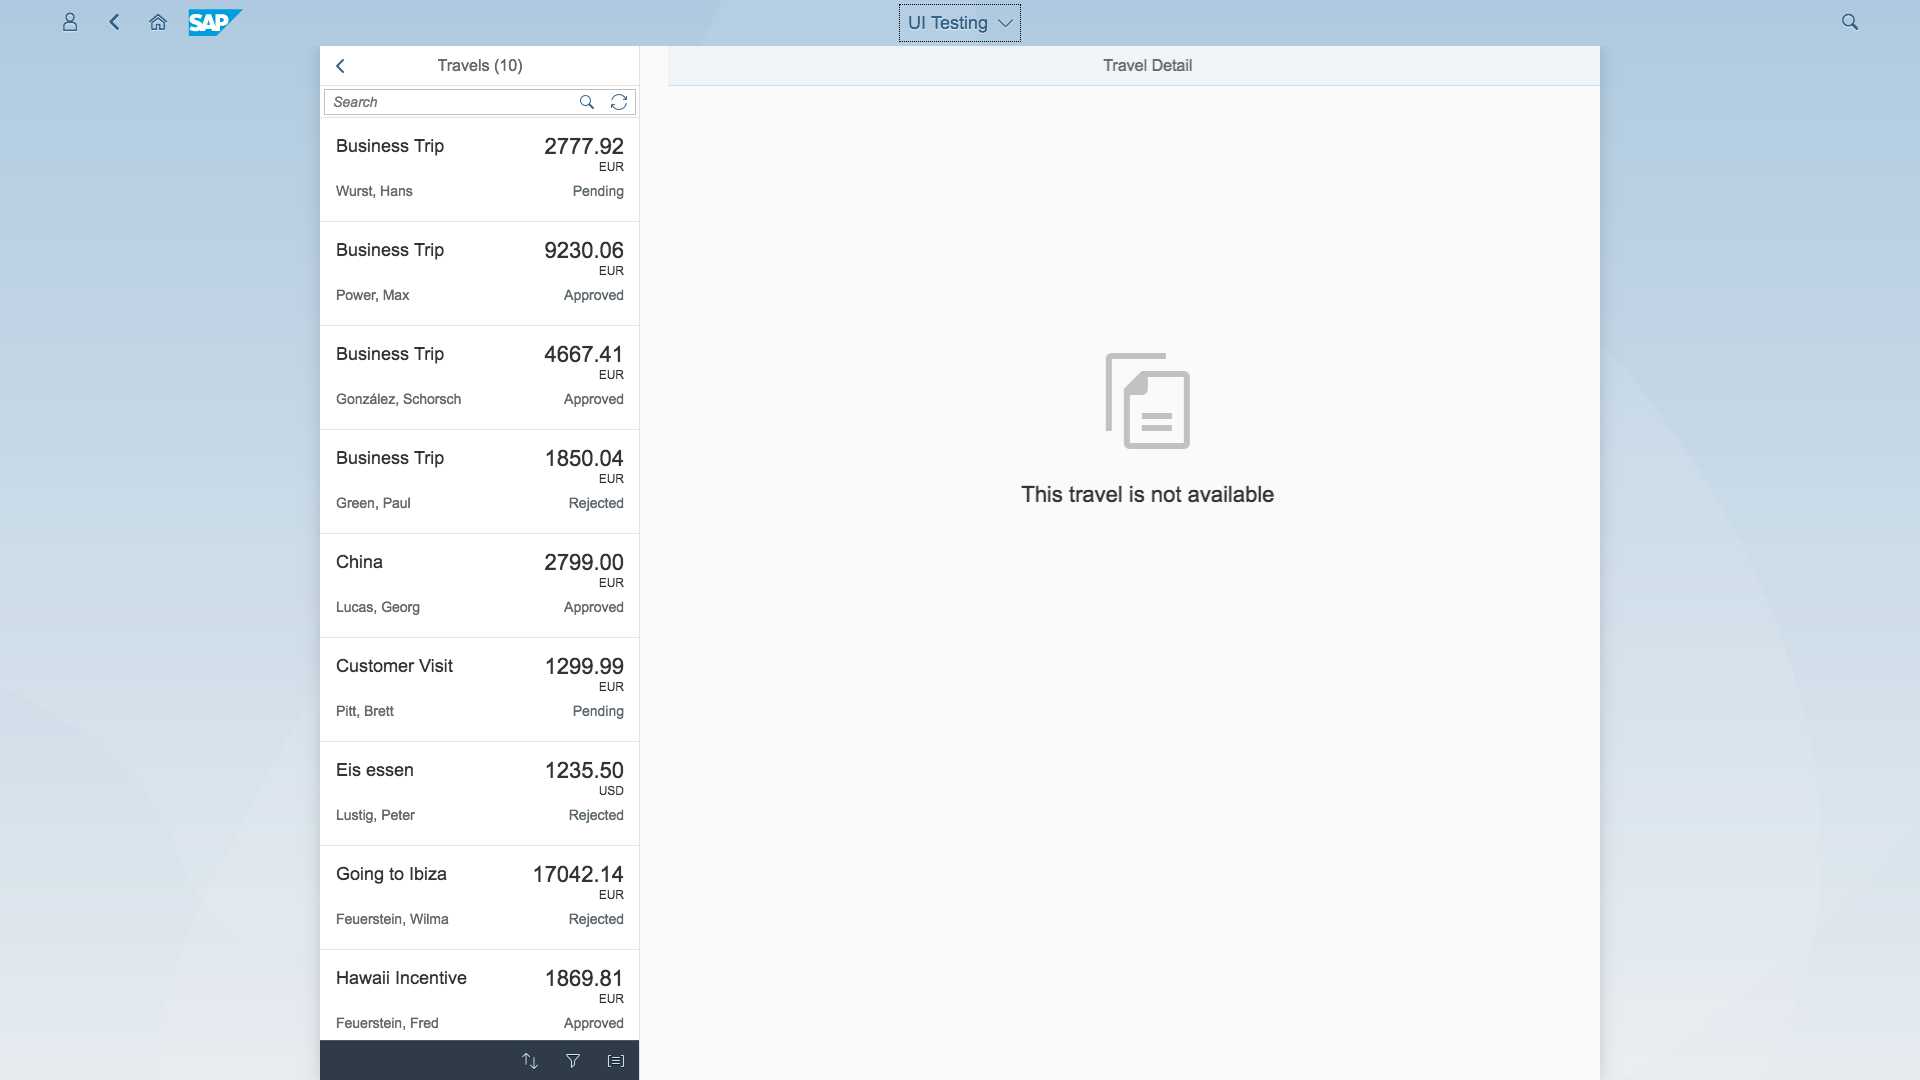 SAP
UI Testing
Travels (10)
Travel Detail
Search
Business Trip 2777.92
EUR
Wurst, Hans Pending
Business Trip 9230.06
EUR
Power, Max Approved
Business Trip 4667.41
EUR
González, Schorsch Approved
Business Trip 1850.04
EUR
Green, Paul Rejected
China 2799.00
EUR
Lucas, Georg Approved
Customer Visit 1299.99
EUR
Pitt, Brett Pending
Eis essen 1235.50
USD
Lustig, Peter Rejected
Going to Ibiza 17042.14
EUR
Feuerstein, Wilma Rejected
Hawaii Incentive 1869.81
EUR
Feuerstein, Fred Approved
This travel is not available